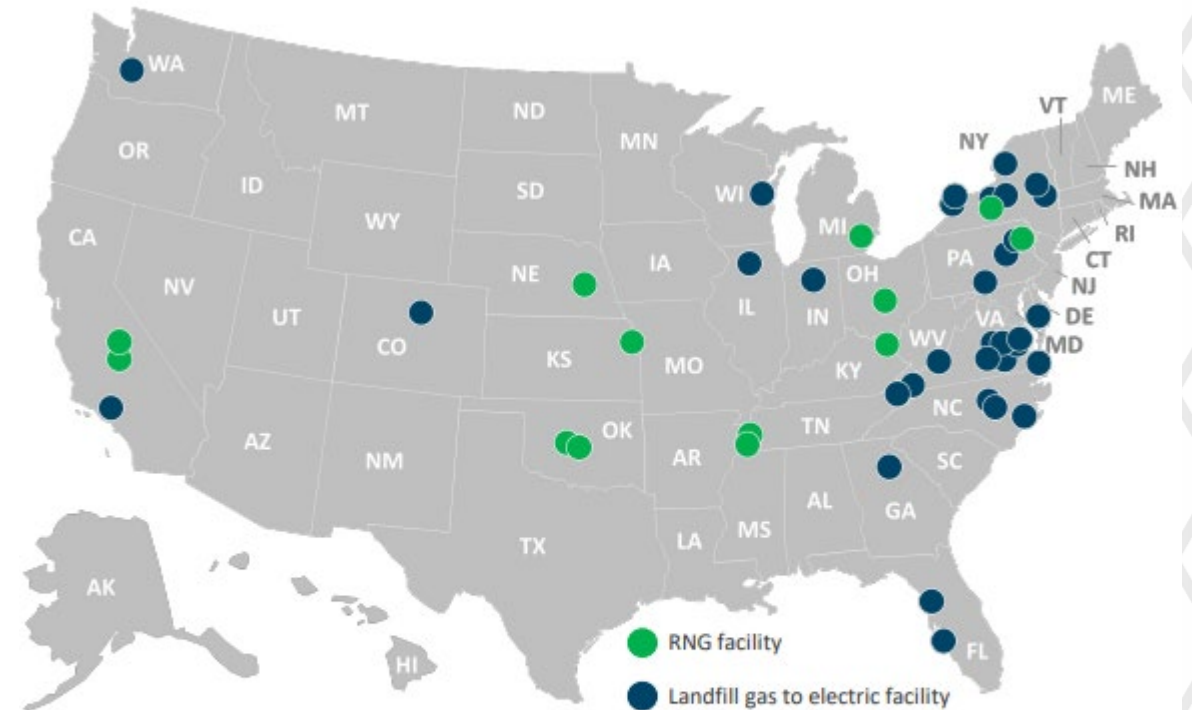 WA
MT
ND
MN
ME
VT
NY
NH
OR
ID
SD
WI
MA
WY
MI
RI
CA
IA
PA
CT
NV
NE
OH
NJ
UT
IL
IN
DE
CO
VA
MD
WV
KS
MO
KY
NC
AZ
OK
TN
NM
AR
SC
AL
GA
MS
TX
LA
AK
RNG facility
FL
HI
Landfill gas to electric facility